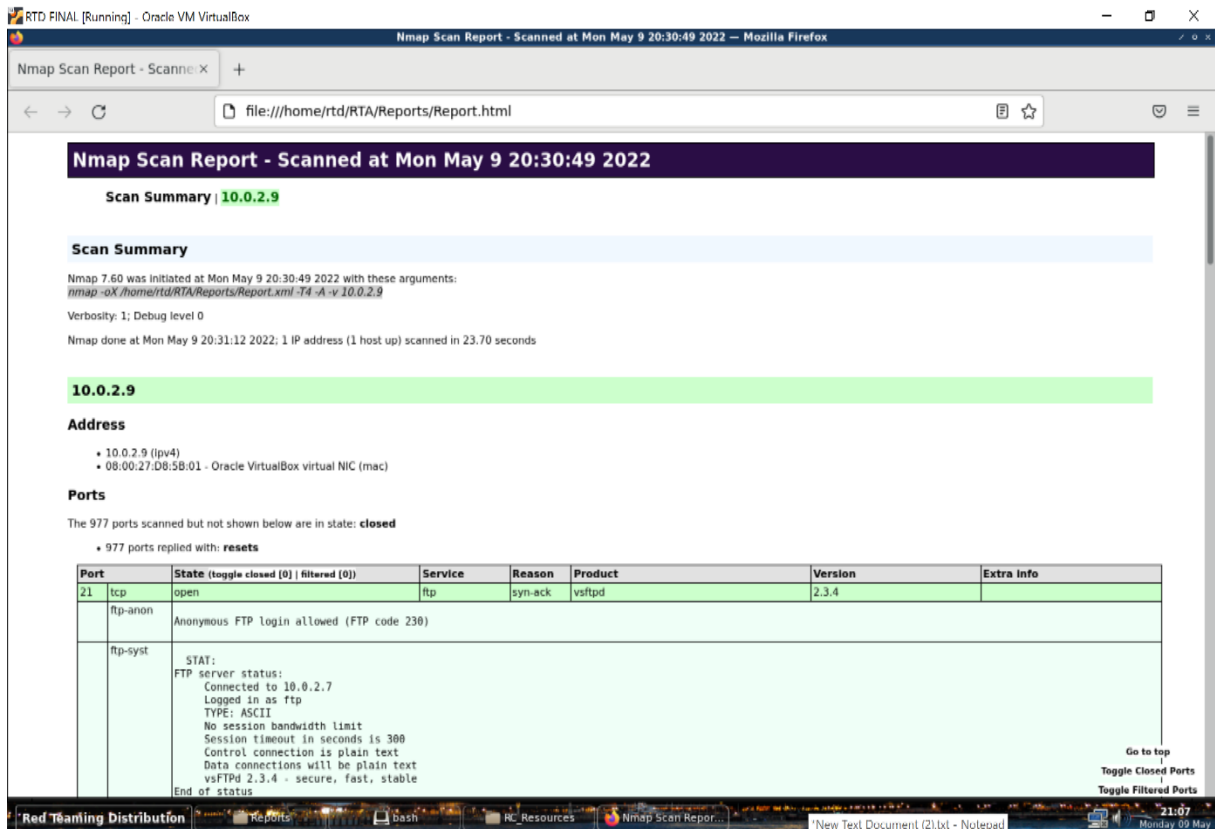 RTD FINAL [Running] - Oracle VM VirtualBox
Nmap Scan Report - Scanned at Mon May 9 20:30:49 2022 — Mozilla Firefox
Nmap Scan Report - Scanne
file:///home/rtd/RTA/Reports/Report.html
Nmap Scan Report - Scanned at Mon May 9 20:30:49 2022
Scan Summary | 10.0.2.9
Scan Summary
Nmap 7.60 was initiated at Mon May 9 20:30:49 2022 with these arguments:
nmap -oX /home/rtd/RTA/Reports/Report.xml -T4 -A -v 10.0.2.9
Verbosity: 1; Debug level 0
Nmap done at Mon May 9 20:31:12 2022; 1 IP address (1 host up) scanned in 23.70 seconds
10.0.2.9
Address
• 10.0.2.9 (ipv4)
• 08:00:27:D8:5B:01 - Oracle VirtualBox virtual NIC (mac)
Ports
The 977 ports scanned but not shown below are in state: closed
• 977 ports replied with: resets
Port State (toggle closed [0] | filtered [0]) Service Reason Product Version Extra info
21 tcp open ftp syn-ack vsftpd 2.3.4
ftp-anon Anonymous FTP login allowed (FTP code 230)
ftp-syst STAT:
FTP server status:
Connected to 10.0.2.7
Logged in as ftp
TYPE: ASCII
No session bandwidth limit
Session timeout in seconds is 300
Control connection is plain text
Data connections will be plain text
vsFTPd 2.3.4 - secure, fast, stable
End of status
Go to top
Toggle Closed Ports
Toggle Filtered Ports
'Red Teaming Distribution Reports bash RC_Resources Nmap Scan Repor... 21:07
'New Text Document (2).txt - Notepad Monday 09 May